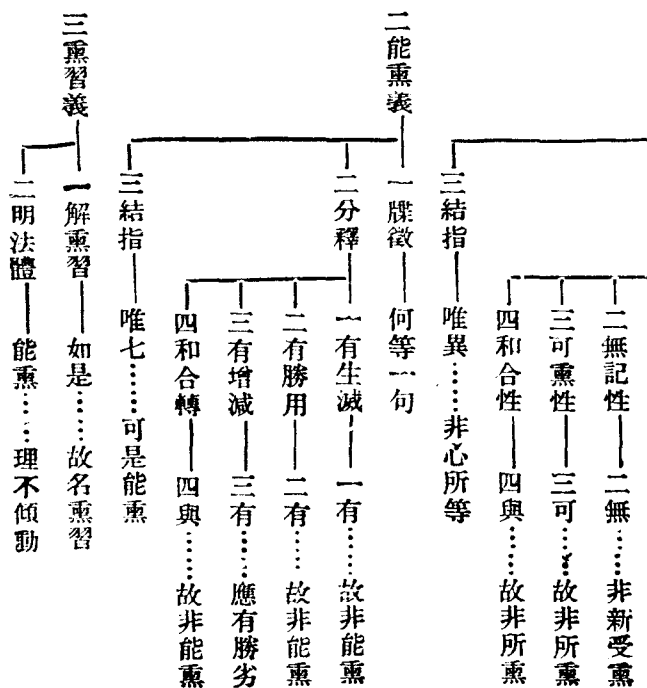 二無記性——二無……非新受熏
三可熏性——三可……故非所熏
四和合性——四與……故非所熏
三結指——唯異……非心所等
二能熏義
一牒徵——何等一句
二分釋
一有生滅——一有……故非能熏
二有勝用——二有……故非能熏
三有增減——三有……應有勝劣
四和合轉——四與……故非能熏
三結指——唯七……可是能熏
三熏習義
一解熏習——如是……故名熏習
二明法體——能熏……理不傾動